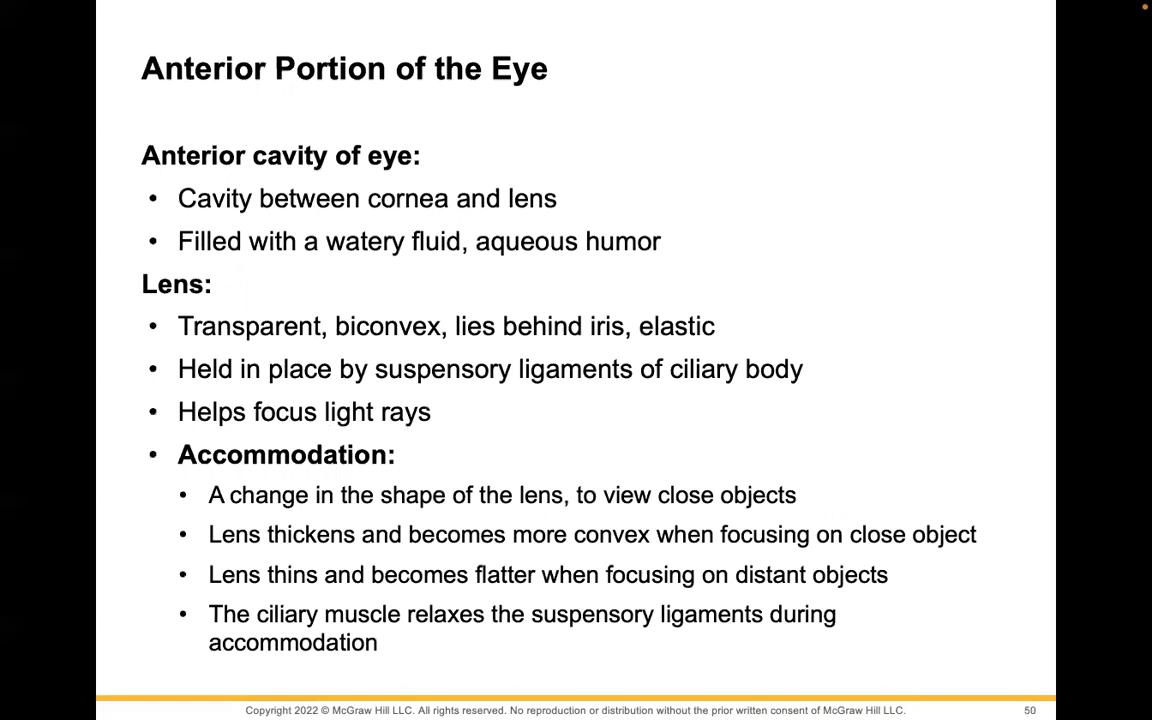 Anterior Portion of the Eye
Anterior cavity of eye:
• Cavity between cornea and lens
• Filled with a watery fluid, aqueous humor
Lens:
• Transparent, biconvex, lies behind iris, elastic
• Held in place by suspensory ligaments of ciliary body
• Helps focus light rays
• Accommodation:
• A change in the shape of the lens, to view close objects
• Lens thickens and becomes more convex when focusing on close object
• Lens thins and becomes flatter when focusing on distant objects
• The ciliary muscle relaxes the suspensory ligaments during
accommodation
Copyright 2022 © McGraw Hill LLC. All rights reserved. No reproduction or distribution without the prior written consent of McGraw Hill LLC.
50